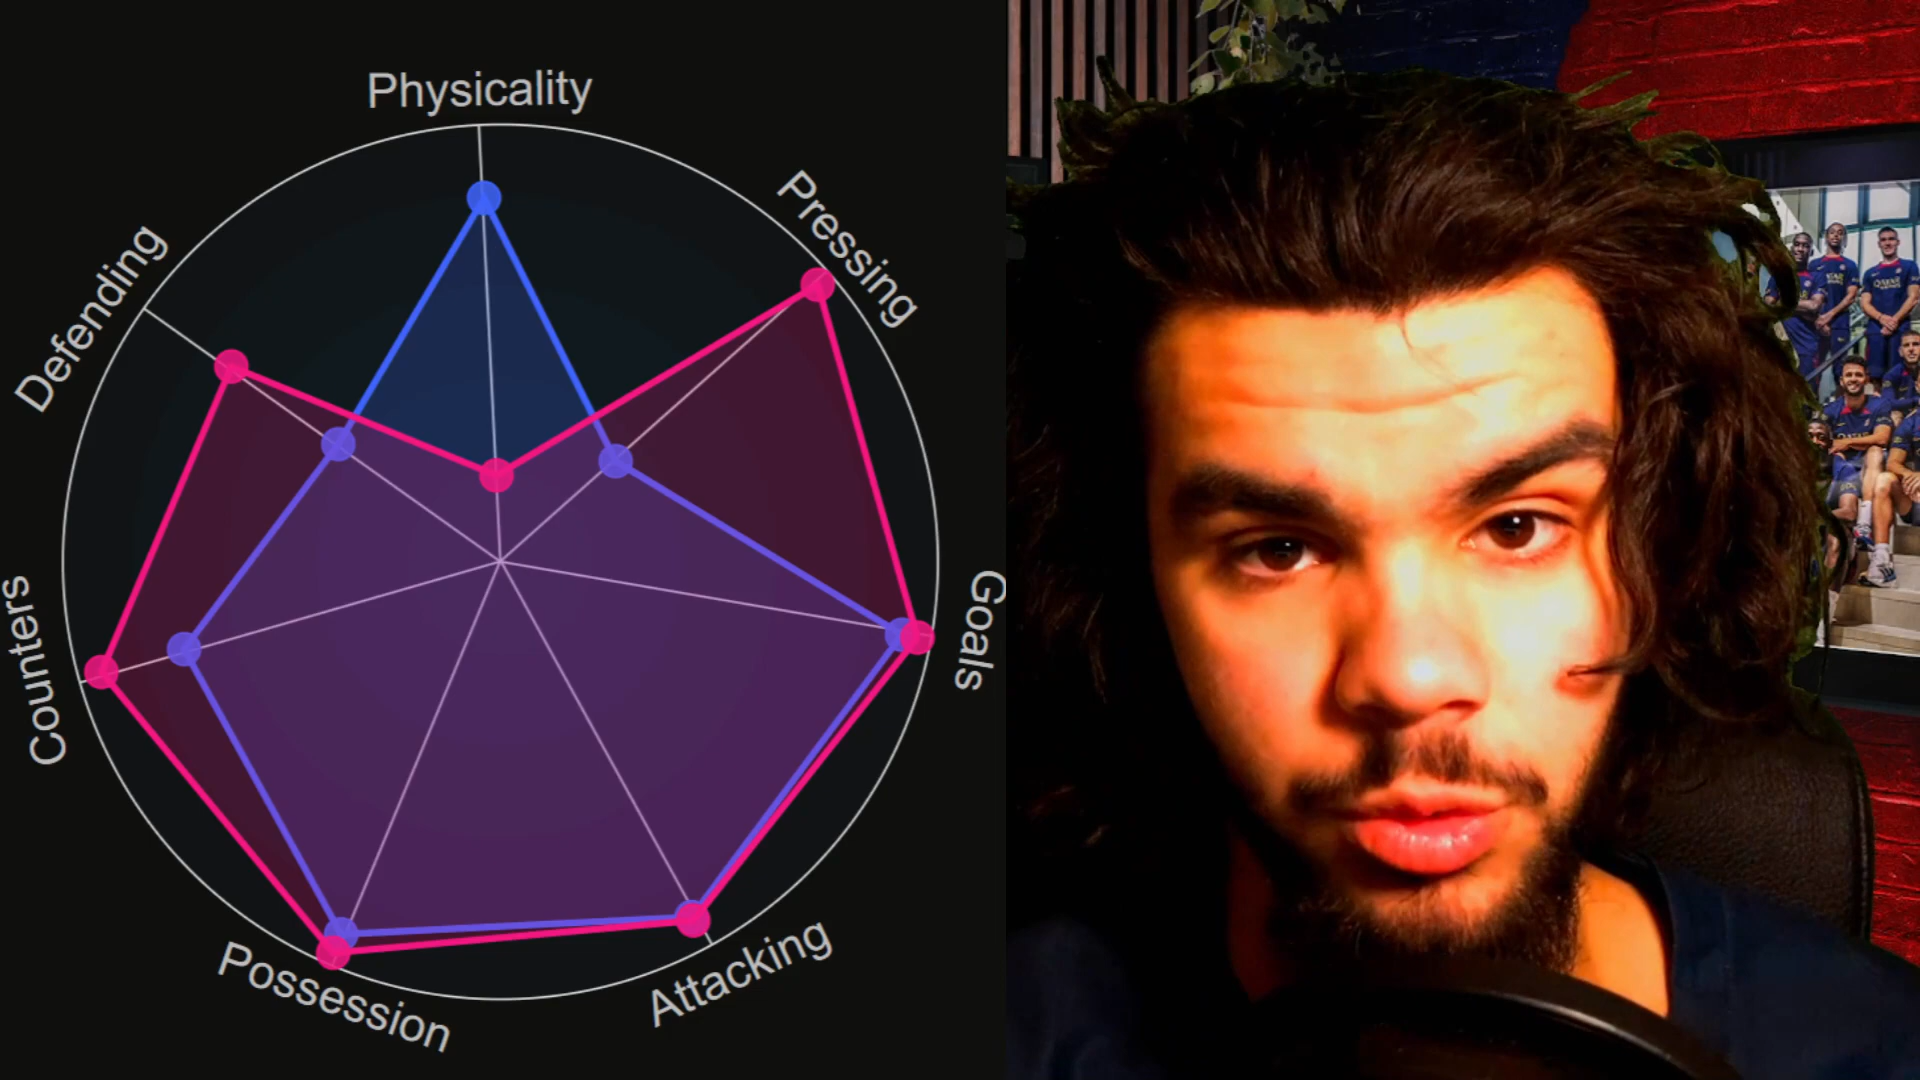 Physicality
Pressing
Defending
Goals
Counters
Possession
Attacking